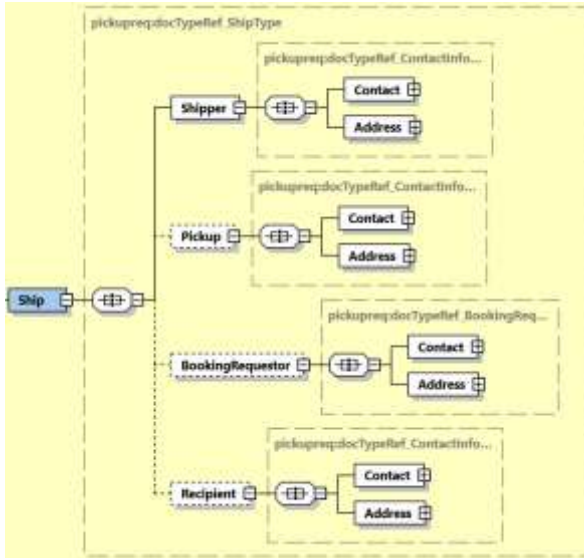 pickupreq:docTypeRef_ShipType
pickupreq:docTypeRef_ContactInfo...
Contact
Shipper
Address
pickupreq:docTypeRef_ContactInfo...
Contact
Pickup
Address
Ship
pickupreq:docTypeRef_BookingReq...
Contact
BookingRequestor
Address
pickupreq:docTypeRef_ContactInfo...
Contact
Recipient
Address